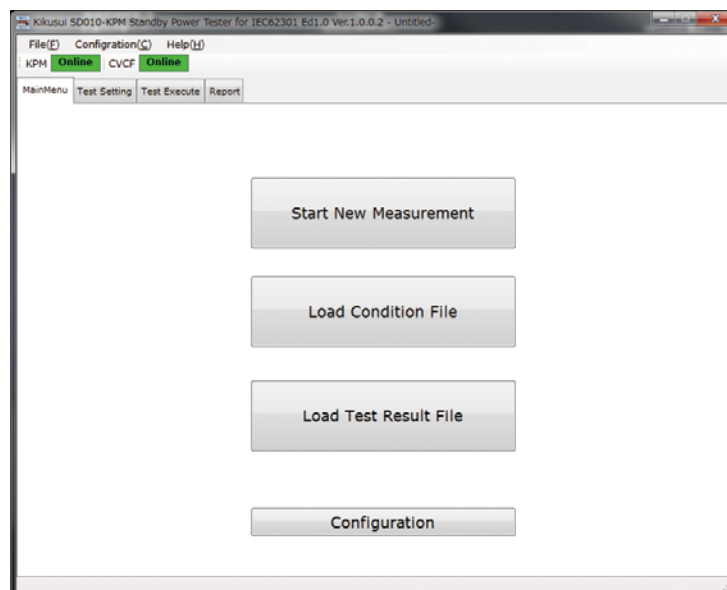 Kikusui SD010-KPM Standby Power Tester for IEC62301 Ed1.0 Ver.1.0.0.2 - Untitled-
File(F) Configration(C) Help(H)
KPM Online CVCF Online
MainMenu Test Setting Test Execute Report
Start New Measurement
Load Condition File
Load Test Result File
Configuration